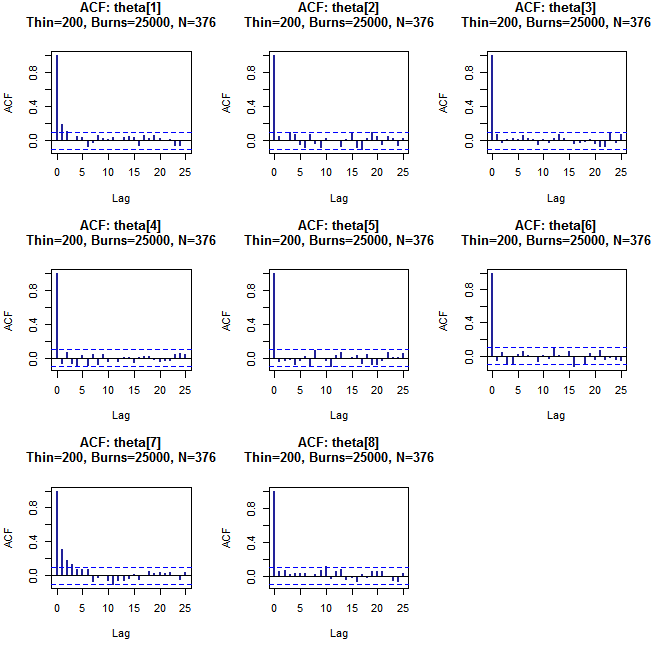 ACF: theta[1]
Thin=200, Burns=25000, N=376
ACF
0.0 0.4 0.8
0 5 10 15 20 25
Lag
ACF: theta[2]
Thin=200, Burns=25000, N=376
ACF
0.0 0.4 0.8
0 5 10 15 20 25
Lag
ACF: theta[3]
Thin=200, Burns=25000, N=376
ACF
0.0 0.4 0.8
0 5 10 15 20 25
Lag
ACF: theta[4]
Thin=200, Burns=25000, N=376
ACF
0.0 0.4 0.8
0 5 10 15 20 25
Lag
ACF: theta[5]
Thin=200, Burns=25000, N=376
ACF
0.0 0.4 0.8
0 5 10 15 20 25
Lag
ACF: theta[6]
Thin=200, Burns=25000, N=376
ACF
0.0 0.4 0.8
0 5 10 15 20 25
Lag
ACF: theta[7]
Thin=200, Burns=25000, N=376
ACF
0.0 0.4 0.8
0 5 10 15 20 25
Lag
ACF: theta[8]
Thin=200, Burns=25000, N=376
ACF
0.0 0.4 0.8
0 5 10 15 20 25
Lag